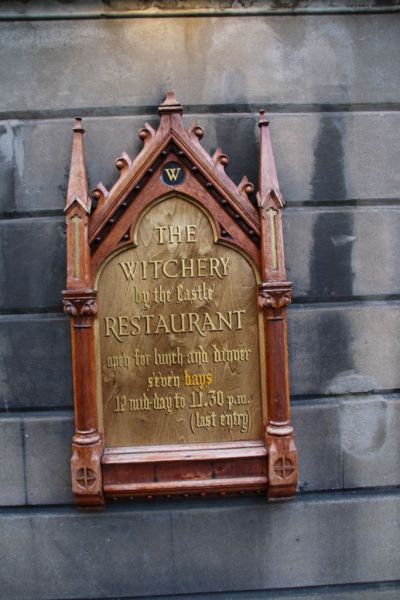 W
THE
WITCHERY
by the Castle
RESTAURANT
open for lunch and dinner
seven days
12 mid-day to 11.30 p.m.
(last entry)